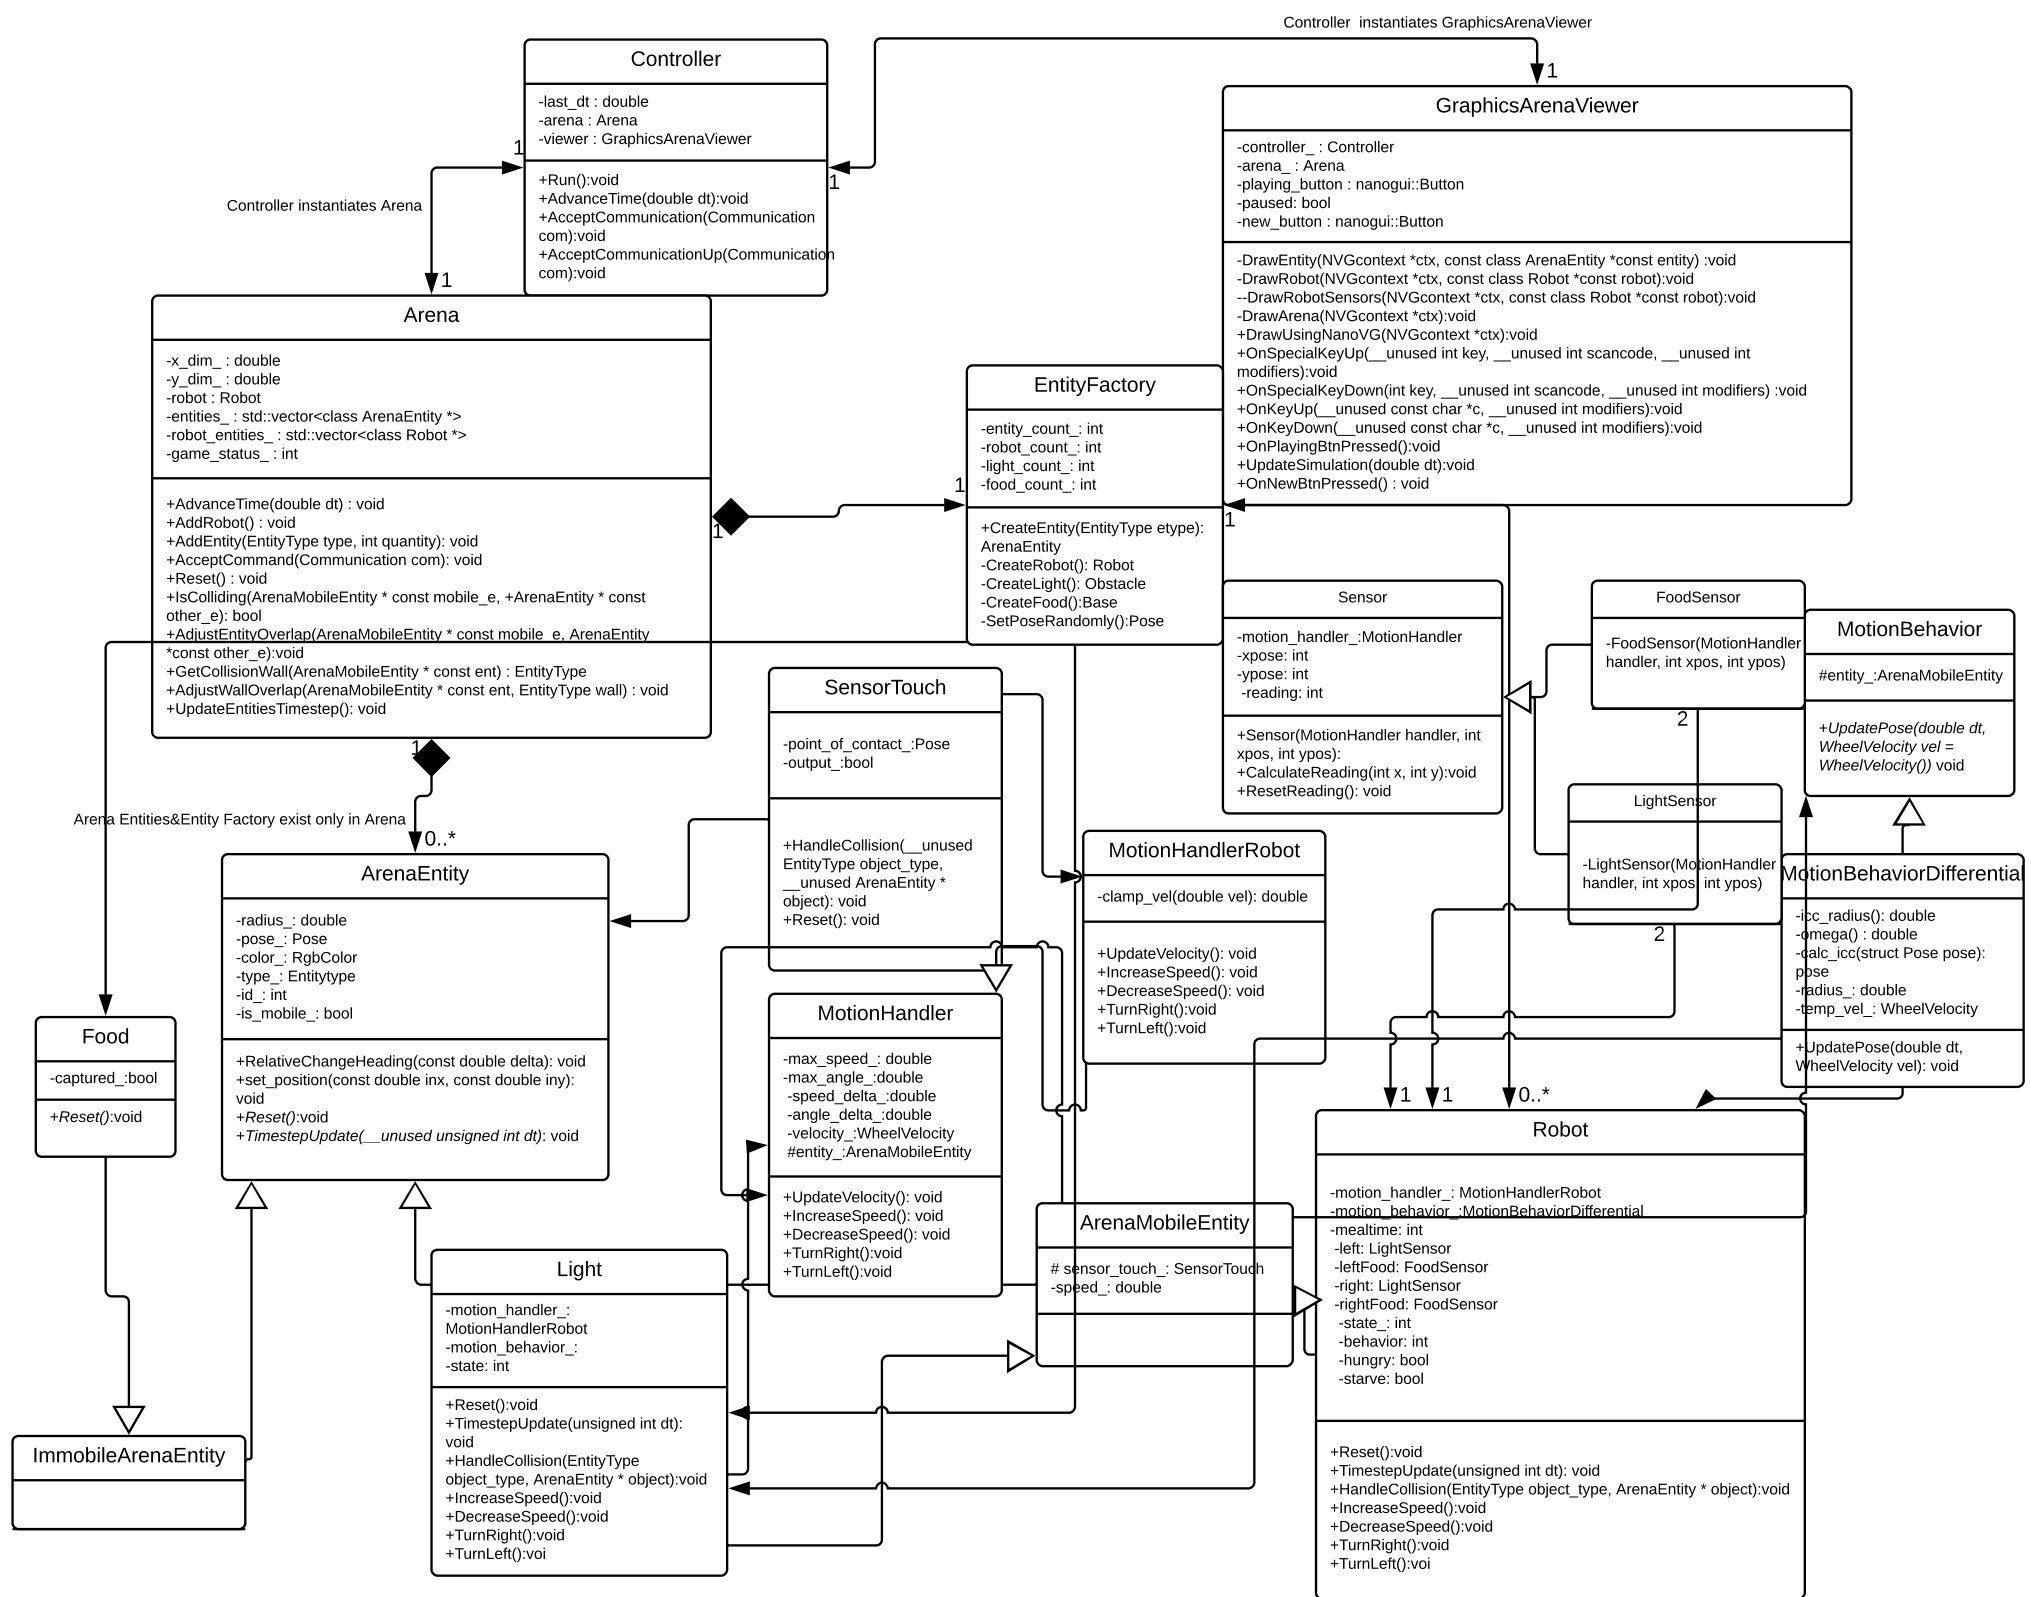 Controller  instantiates GraphicsArenaViewer
Controller
-last_dt : double
-arena : Arena
-viewer : GraphicsArenaViewer
+Run():void
+AdvanceTime(double dt):void
+AcceptCommunication(Communication
com):void
+AcceptCommunicationUp(Communication
com):void
1
1
1
1
Controller instantiates Arena
GraphicsArenaViewer
-controller_ : Controller
-arena_ : Arena
-playing_button : nanogui::Button
-paused: bool
-new_button : nanogui::Button
-DrawEntity(NVGcontext *ctx, const class ArenaEntity *const entity) :void
-DrawRobot(NVGcontext *ctx, const class Robot *const robot):void
--DrawRobotSensors(NVGcontext *ctx, const class Robot *const robot):void
-DrawArena(NVGcontext *ctx):void
+DrawUsingNanoVG(NVGcontext *ctx):void
+OnSpecialKeyUp(__unused int key, __unused int scancode, __unused int
modifiers):void
+OnSpecialKeyDown(int key, __unused int scancode, __unused int modifiers) :void
+OnKeyUp(__unused const char *c, __unused int modifiers):void
+OnKeyDown(__unused const char *c, __unused int modifiers):void
+OnPlayingBtnPressed():void
+UpdateSimulation(double dt):void
+OnNewBtnPressed() : void
Arena
-x_dim_ : double
-y_dim_ : double
-robot : Robot
-entities_ : std::vector<class ArenaEntity *>
-robot_entities_ : std::vector<class Robot *>
-game_status_ : int
+AdvanceTime(double dt) : void
+AddRobot() : void
+AddEntity(EntityType type, int quantity): void
+AcceptCommand(Communication com): void
+Reset() : void
+IsColliding(ArenaMobileEntity * const mobile_e, +ArenaEntity * const
other_e): bool
+AdjustEntityOverlap(ArenaMobileEntity * const mobile_e, ArenaEntity
*const other_e):void
+GetCollisionWall(ArenaMobileEntity * const ent) : EntityType
+AdjustWallOverlap(ArenaMobileEntity * const ent, EntityType wall) : void
+UpdateEntitiesTimestep(): void
EntityFactory
-entity_count_: int
-robot_count_: int
-light_count_: int
-food_count_: int
+CreateEntity(EntityType etype):
ArenaEntity
-CreateRobot(): Robot
-CreateLight(): Obstacle
-CreateFood():Base
-SetPoseRandomly():Pose
1
1
1
1
Arena Entities&Entity Factory exist only in Arena
0..*
Sensor
-motion_handler_:MotionHandler
-xpose: int
-ypose: int
-reading: int
+Sensor(MotionHandler handler, int
xpos, int ypos):
+CalculateReading(int x, int y):void
+ResetReading(): void
FoodSensor
-FoodSensor(MotionHandler
handler, int xpos, int ypos)
2
MotionBehavior
#entity_:ArenaMobileEntity
+UpdatePose(double dt,
WheelVelocity vel =
WheelVelocity()) void
SensorTouch
-point_of_contact_:Pose
-output_:bool
+HandleCollision(__unused
EntityType object_type,
__unused ArenaEntity *
object): void
+Reset(): void
LightSensor
-LightSensor(MotionHandler
handler, int xpos, int ypos)
2
MotionHandlerRobot
-clamp_vel(double vel): double
+UpdateVelocity(): void
+IncreaseSpeed(): void
+DecreaseSpeed(): void
+TurnRight():void
+TurnLeft():void
MotionBehaviorDifferential
-icc_radius(): double
-omega() : double
-calc_icc(struct Pose pose):
pose
-radius_: double
-temp_vel_: WheelVelocity
+UpdatePose(double dt,
WheelVelocity vel): void
ArenaEntity
-radius_: double
-pose_: Pose
-color_: RgbColor
-type_: Entitytype
-id_: int
-is_mobile_: bool
+RelativeChangeHeading(const double delta): void
+set_position(const double inx, const double iny):
void
+Reset():void
+TimestepUpdate(__unused unsigned int dt): void
Food
-captured_:bool
+Reset():void
MotionHandler
-max_speed_: double
-max_angle_:double
-speed_delta_:double
-angle_delta_:double
-velocity_:WheelVelocity
#entity_:ArenaMobileEntity
+UpdateVelocity(): void
+IncreaseSpeed(): void
+DecreaseSpeed(): void
+TurnRight():void
+TurnLeft():void
1
1
0..*
Robot
-motion_handler_: MotionHandlerRobot
-motion_behavior_:MotionBehaviorDifferential
-mealtime: int
-left: LightSensor
-leftFood: FoodSensor
-right: LightSensor
-rightFood: FoodSensor
-state_: int
-behavior: int
-hungry: bool
-starve: bool
+Reset():void
+TimestepUpdate(unsigned int dt): void
+HandleCollision(EntityType object_type, ArenaEntity * object):void
+IncreaseSpeed():void
+DecreaseSpeed():void
+TurnRight():void
+TurnLeft():voi
ArenaMobileEntity
# sensor_touch_: SensorTouch
-speed_: double
Light
-motion_handler_:
MotionHandlerRobot
-motion_behavior_:
-state: int
+Reset():void
+TimestepUpdate(unsigned int dt):
void
+HandleCollision(EntityType
object_type, ArenaEntity * object):void
+IncreaseSpeed():void
+DecreaseSpeed():void
+TurnRight():void
+TurnLeft():voi
ImmobileArenaEntity